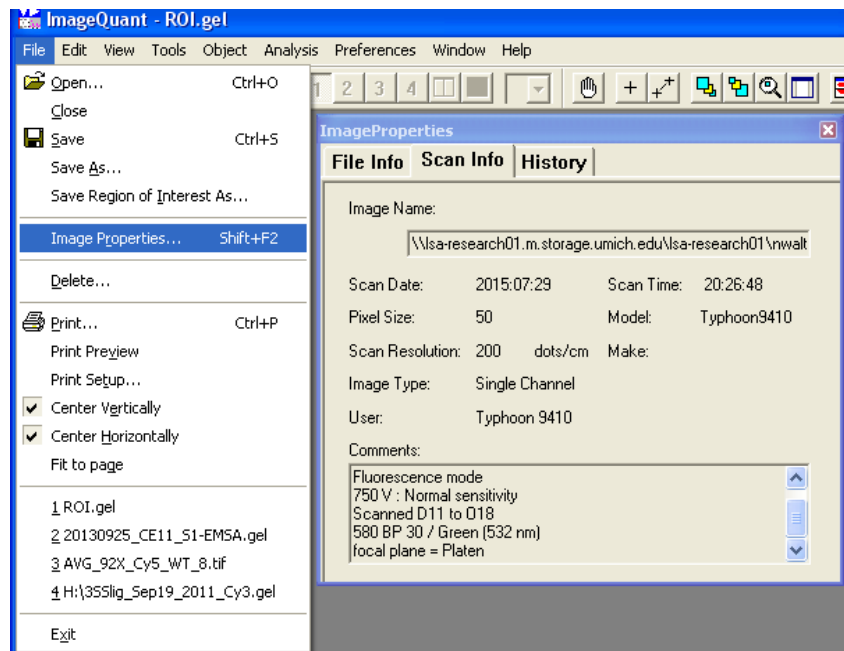 ImageQuant - ROI.gel
File Edit View Tools Object Analysis Preferences Window Help
1 2 3 4
Open... Ctrl+O
Close
Save Ctrl+S
Save As...
Save Region of Interest As...
Image Properties... Shift+F2
Delete...
Print... Ctrl+P
Print Preview
Print Setup...
Center Vertically
Center Horizontally
Fit to page
1 ROI.gel
2 20130925_CE11_S1-EMSA.gel
3 AVG_92X_Cy5_WT_8.tif
4 H:\35Slig_Sep19_2011_Cy3.gel
Exit
ImageProperties
File Info Scan Info History
Image Name:
\\lsa-research01.m.storage.umich.edu\lsa-research01\nwalt
Scan Date: 2015:07:29 Scan Time: 20:26:48
Pixel Size: 50 Model: Typhoon9410
Scan Resolution: 200 dots/cm Make:
Image Type: Single Channel
User: Typhoon 9410
Comments:
Fluorescence mode
750 V : Normal sensitivity
Scanned D11 to O18
580 BP 30 / Green (532 nm)
focal plane = Platen